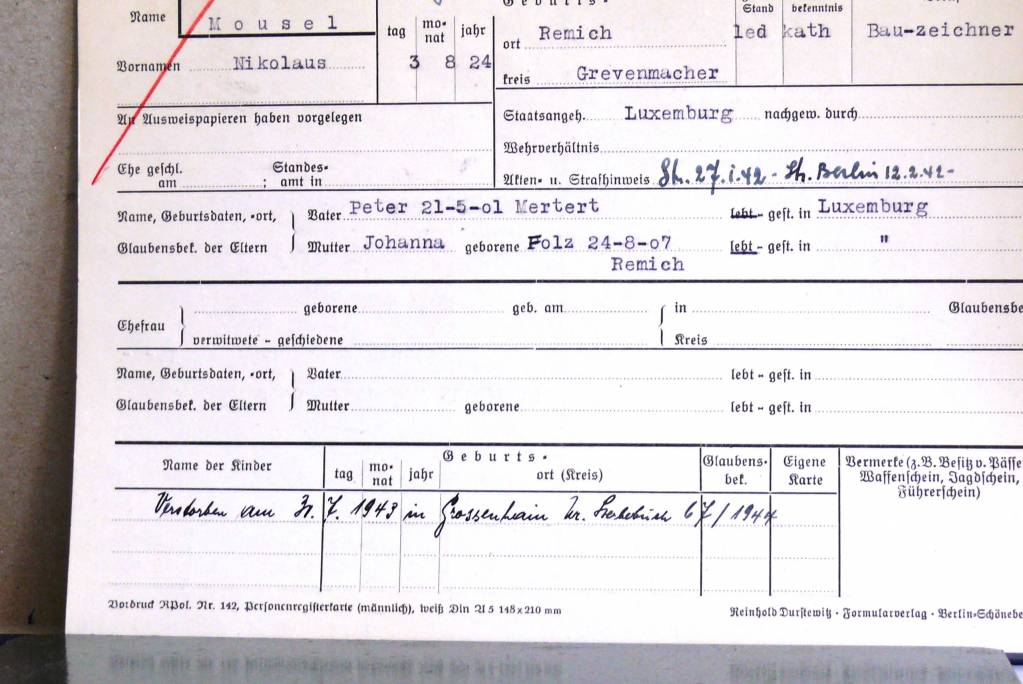 Geburts-
Stand bekenntnis
Name Mousel
tag mo-nat jahr
ort Remich led kath Bau-zeichner
Vornamen Nikolaus 3 8 24
kreis Grevenmacher
An Ausweispapieren haben vorgelegen
Staatsangeh. Luxemburg nachgew. durch
Wehrverhältnis
Ehe geschl. am ; Standes-amt in
Akten- u. Strafhinweis 27.1.42 - Berlin 12.2.42-
Name, Geburtsdaten, -ort, Vater Peter 21-5-01 Mertert lebt - gest. in Luxemburg
Glaubensbek. der Eltern Mutter Johanna geborene Folz 24-8-07 lebt - gest. in "
Remich
geborene geb. am in Glaubensbe
Ehefrau
verwitwete - geschiedene Kreis
Name, Geburtsdaten, -ort, Vater lebt - gest. in
Glaubensbek. der Eltern Mutter geborene lebt - gest. in
Name der Kinder
Geburts-
tag mo-nat jahr ort (Kreis)
Glaubens-bek.
Eigene Karte
Vermerke (z. B. Besitz v. Pässe
Waffenschein, Jagdschein,
Führerschein)
Verstorben am 7. 1943 in Grossenhain 67/1944
Vordruck RPol. Nr. 142, Personenregisterkarte (männlich), weiß Din A 5 148 x 210 mm
Reinhold Durstewitz · Formularverlag · Berlin-Schönebe